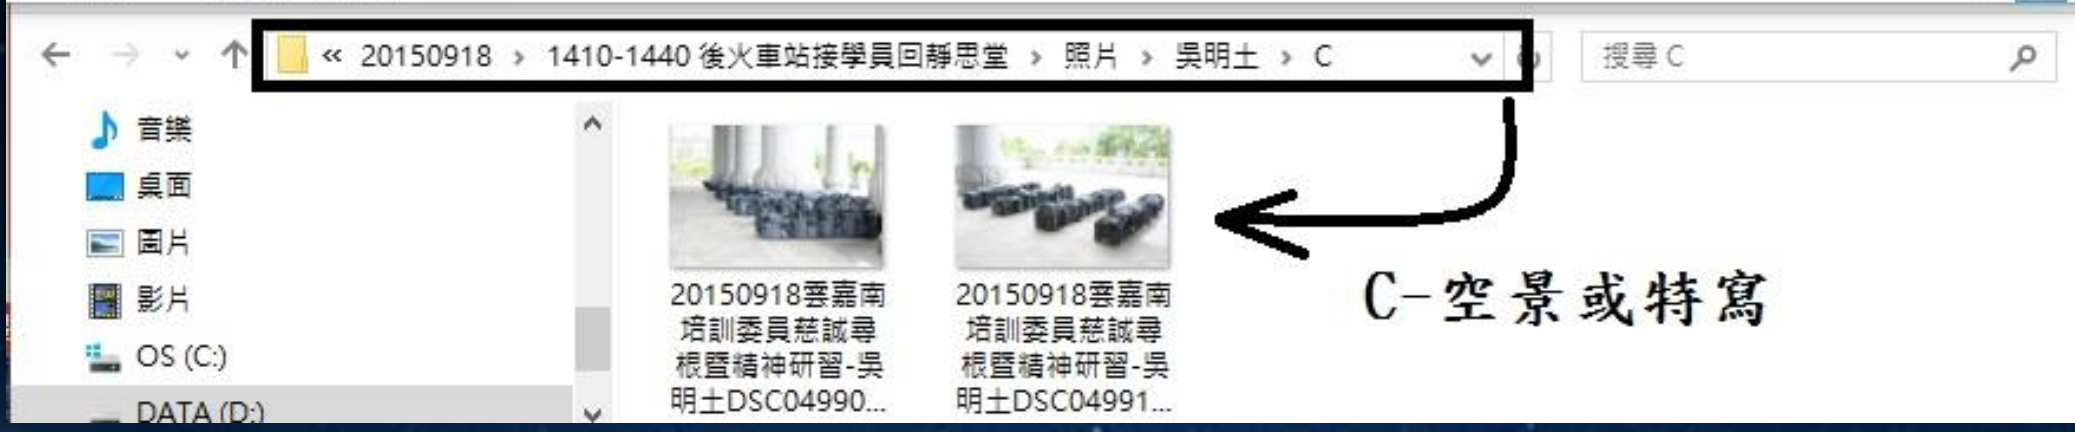 « 20150918 › 1410-1440 後火車站接學員回靜思堂 › 照片 › 吳明土 › C
搜尋 C
音樂
桌面
圖片
影片
OS (C:)
DATA (D:)
20150918雲嘉南
培訓委員慈誠尋
根暨精神研習-吳
明土DSC04990...
20150918雲嘉南
培訓委員慈誠尋
根暨精神研習-吳
明土DSC04991...
C-空景或特寫